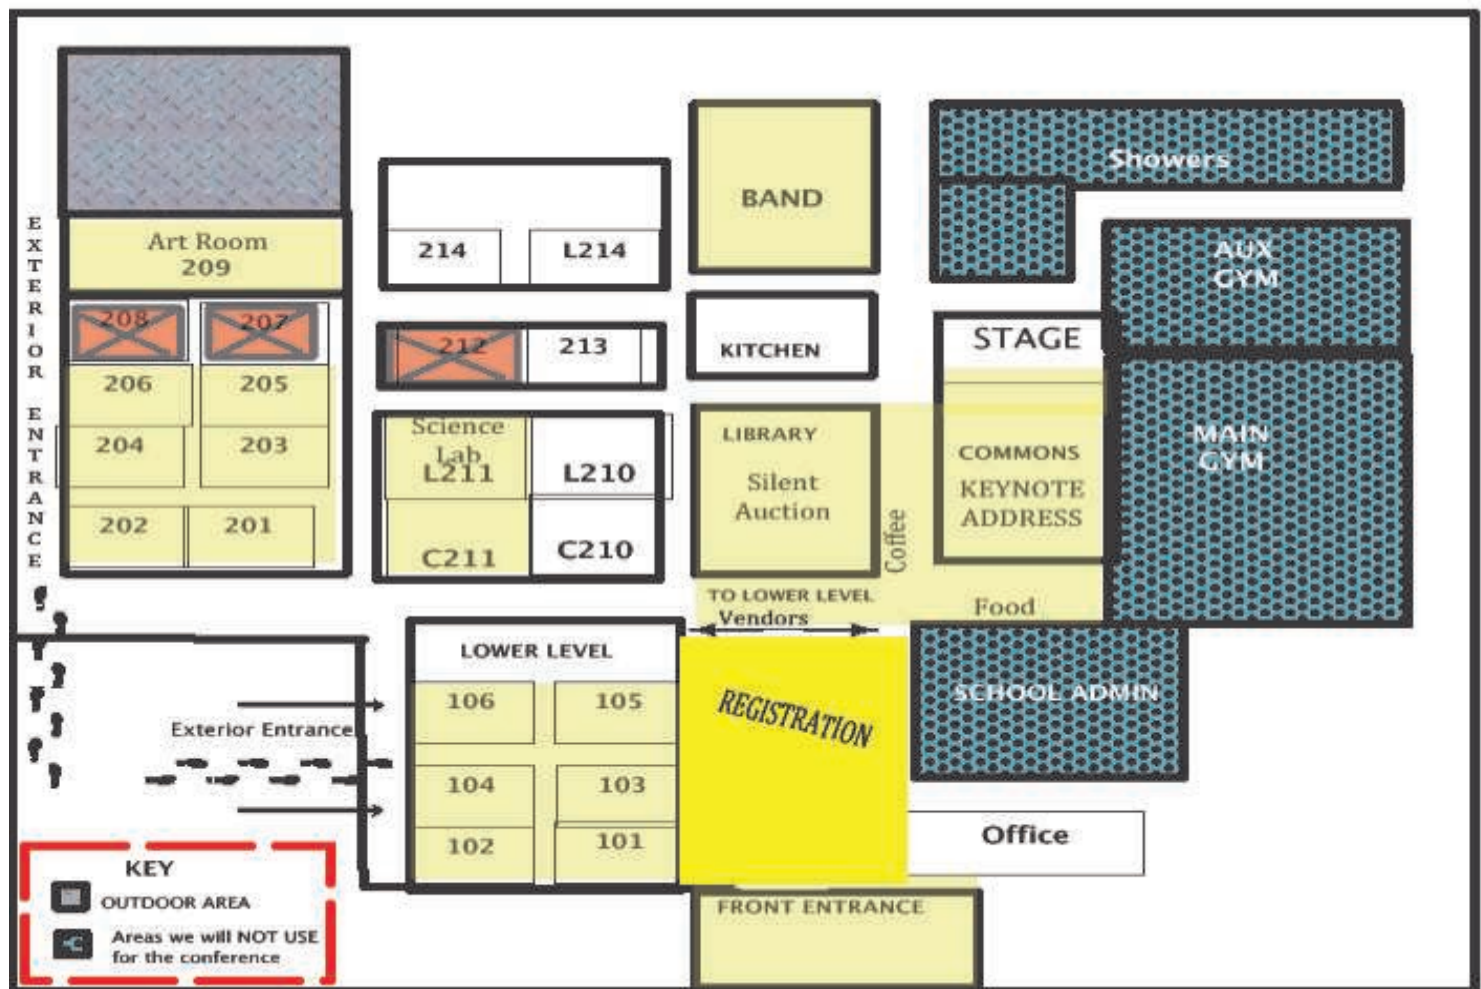 EXTERIOR ENTRANCE
Art Room
209
208
207
206
205
204
203
202
201
214
L214
212
213
Science
Lab
L211
L210
C211
C210
BAND
KITCHEN
LIBRARY
Silent
Auction
Coffee
TO LOWER LEVEL
Vendors
Showers
AUX
GYM
STAGE
MAIN
GYM
COMMONS
KEYNOTE
ADDRESS
Food
SCHOOL ADMIN
LOWER LEVEL
106
105
104
103
102
101
REGISTRATION
Office
FRONT ENTRANCE
Exterior Entrance
KEY
OUTDOOR AREA
Areas we will NOT USE
for the conference